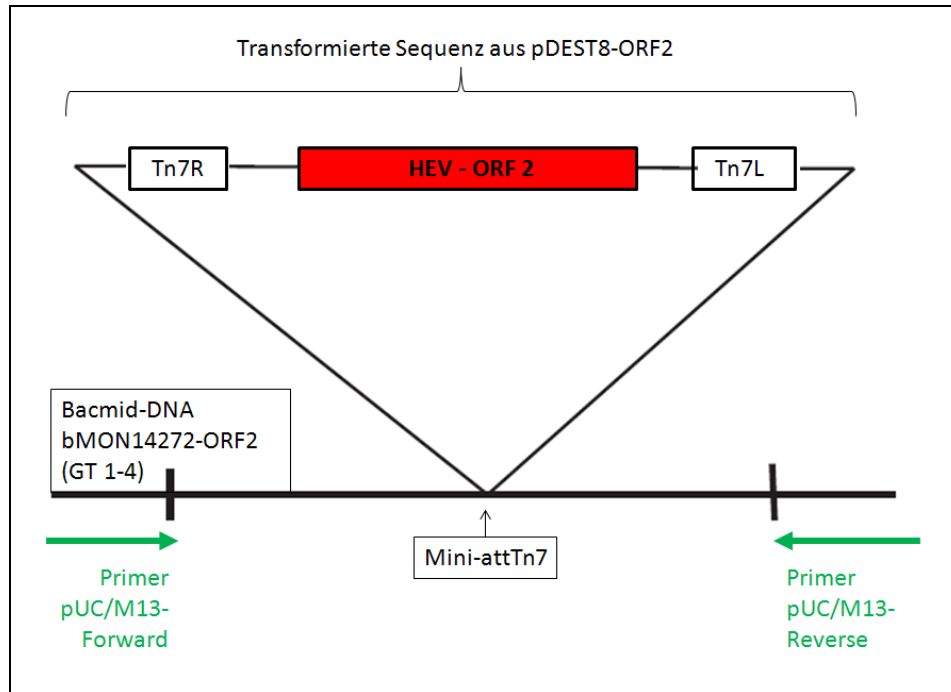 Transformierte Sequenz aus pDEST8-ORF2
Tn7R
HEV - ORF 2
Tn7L
Bacmid-DNA
bMON14272-ORF2
(GT 1-4)
Mini-attTn7
Primer
pUC/M13-
Forward
Primer
pUC/M13-
Reverse